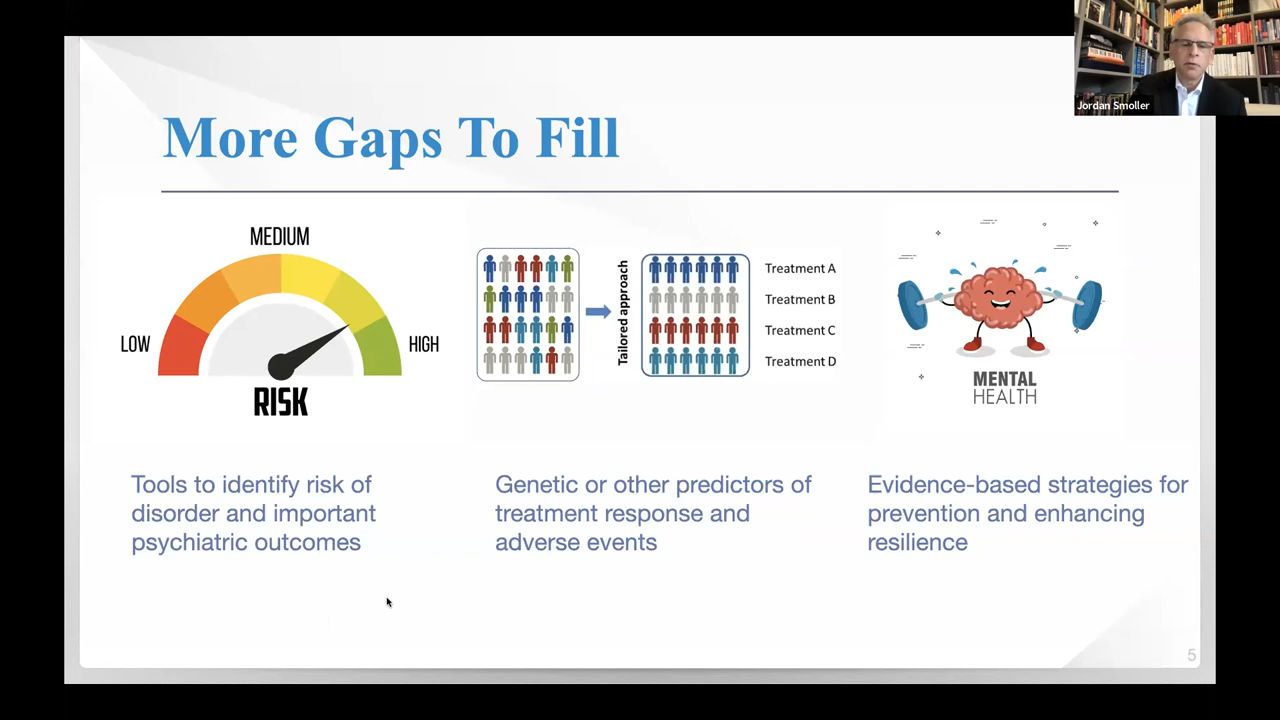 Jordan Smoller
More Gaps To Fill
MEDIUM
LOW
HIGH
RISK
Tailored approach
Treatment A
Treatment B
Treatment C
Treatment D
MENTAL
HEALTH
Tools to identify risk of
disorder and important
psychiatric outcomes
Genetic or other predictors of
treatment response and
adverse events
Evidence-based strategies for
prevention and enhancing
resilience
5